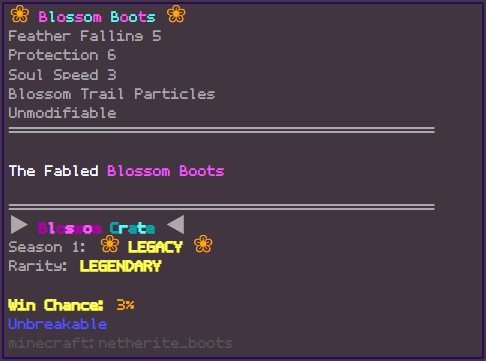 ❀ Blossom Boots ❀
Feather Falling 5
Protection 6
Soul Speed 3
Blossom Trail Particles
Unmodifiable
The Fabled Blossom Boots
▶ Blossom Crate ◀
Season 1: ❀ LEGACY ❀
Rarity: LEGENDARY
Win Chance: 3%
Unbreakable
minecraft:netherite_boots